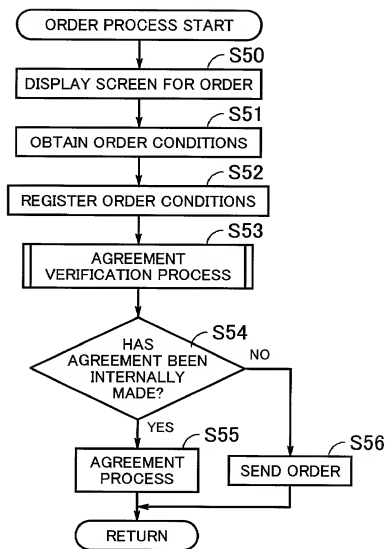 ORDER PROCESS START
S50
DISPLAY SCREEN FOR ORDER
S51
OBTAIN ORDER CONDITIONS
S52
REGISTER ORDER CONDITIONS
S53
AGREEMENT
VERIFICATION PROCESS
S54
HAS
AGREEMENT BEEN
INTERNALLY
MADE?
NO
YES
S55
AGREEMENT
PROCESS
S56
SEND ORDER
RETURN